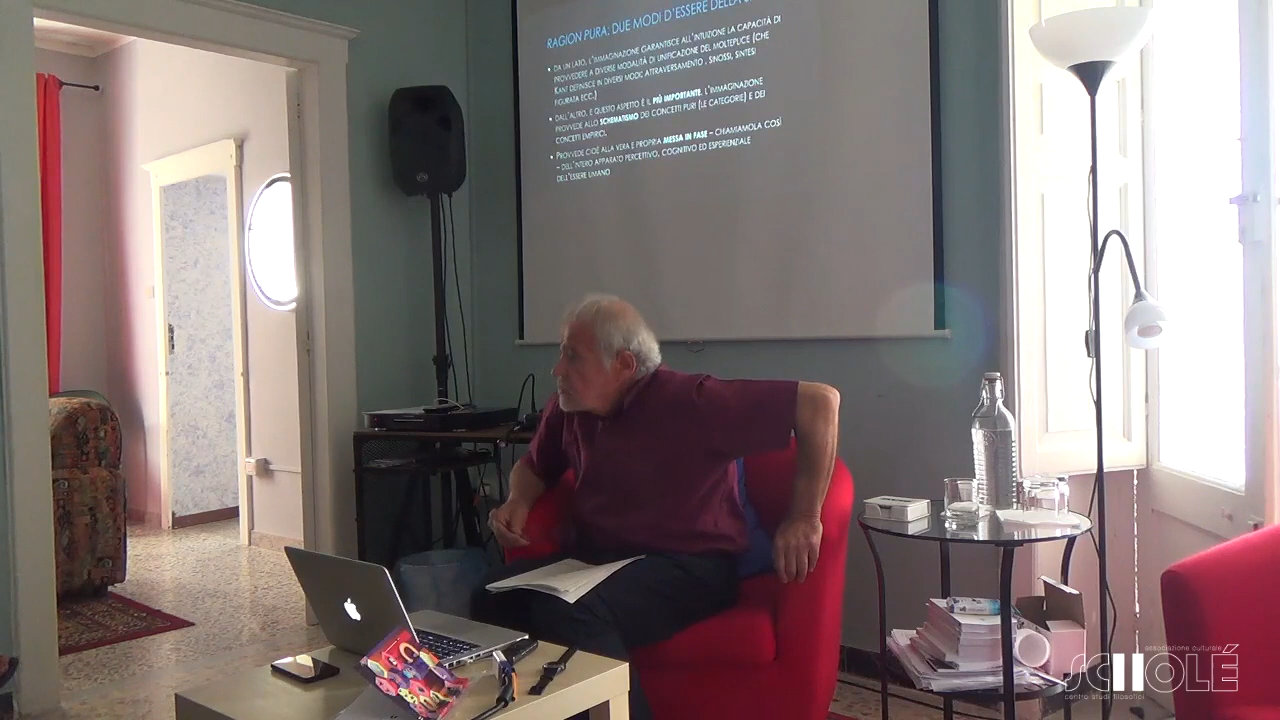 RAGION PURA: DUE MODI D'ESSERE DELLA
• DA UN LATO, L'IMMAGINAZIONE GARANTISCE ALL'INTUIZIONE LA CAPACITÀ DI
PROVVEDERE A DIVERSE MODALITÀ DI UNIFICAZIONE DEL MOLTEPLICE (CHE
KANT DEFINISCE IN DIVERSI MODI: ATTRAVERSAMENTO, SINOSSI, SINTESI
FIGURATA ECC.)
• DALL'ALTRO, E QUESTO ASPETTO È IL PIÙ IMPORTANTE, L'IMMAGINAZIONE
PROVVEDE ALLO SCHEMATISMO DEI CONCETTI PURI (LE CATEGORIE) E DEI
CONCETTI EMPIRICI.
• PROVVEDE CIOÈ ALLA VERA E PROPRIA MESSA IN FASE – CHIAMIAMOLA COSÌ
– DELL'INTERO APPARATO PERCETTIVO, COGNITIVO ED ESPERIENZIALE
DELL'ESSERE UMANO
associazione culturale
SCHOLÉ
centro studi filosofici